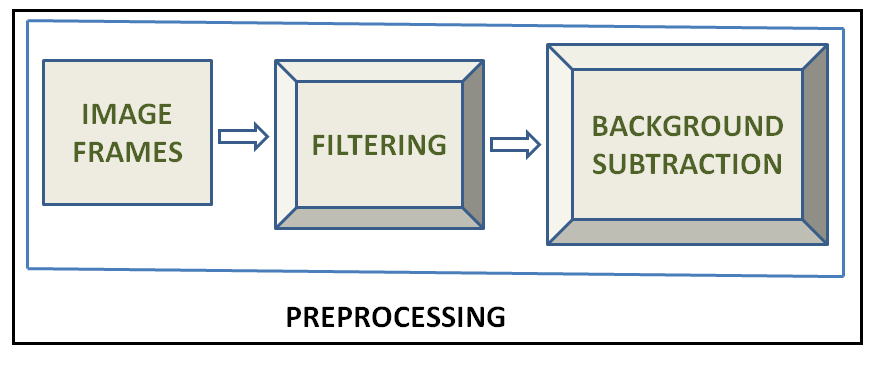 IMAGE
FRAMES
FILTERING
BACKGROUND
SUBTRACTION
PREPROCESSING